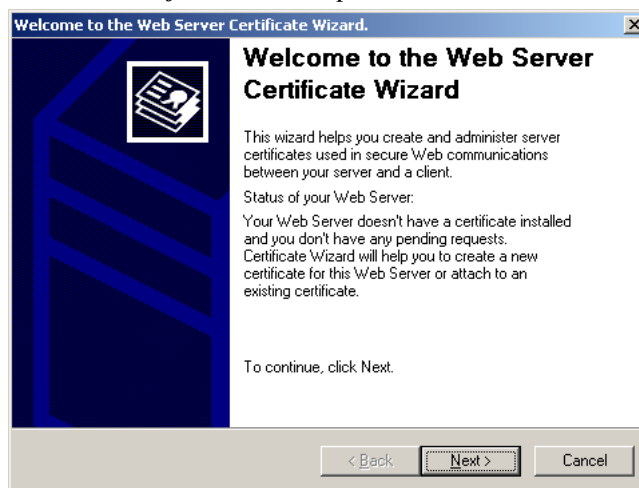 Welcome to the Web Server Certificate Wizard.
Welcome to the Web Server
Certificate Wizard
This wizard helps you create and administer server
certificates used in secure Web communications
between your server and a client.
Status of your Web Server:
Your Web Server doesn't have a certificate installed
and you don't have any pending requests.
Certificate Wizard will help you to create a new
certificate for this Web Server or attach to an
existing certificate.
To continue, click Next.
< Back Next > Cancel